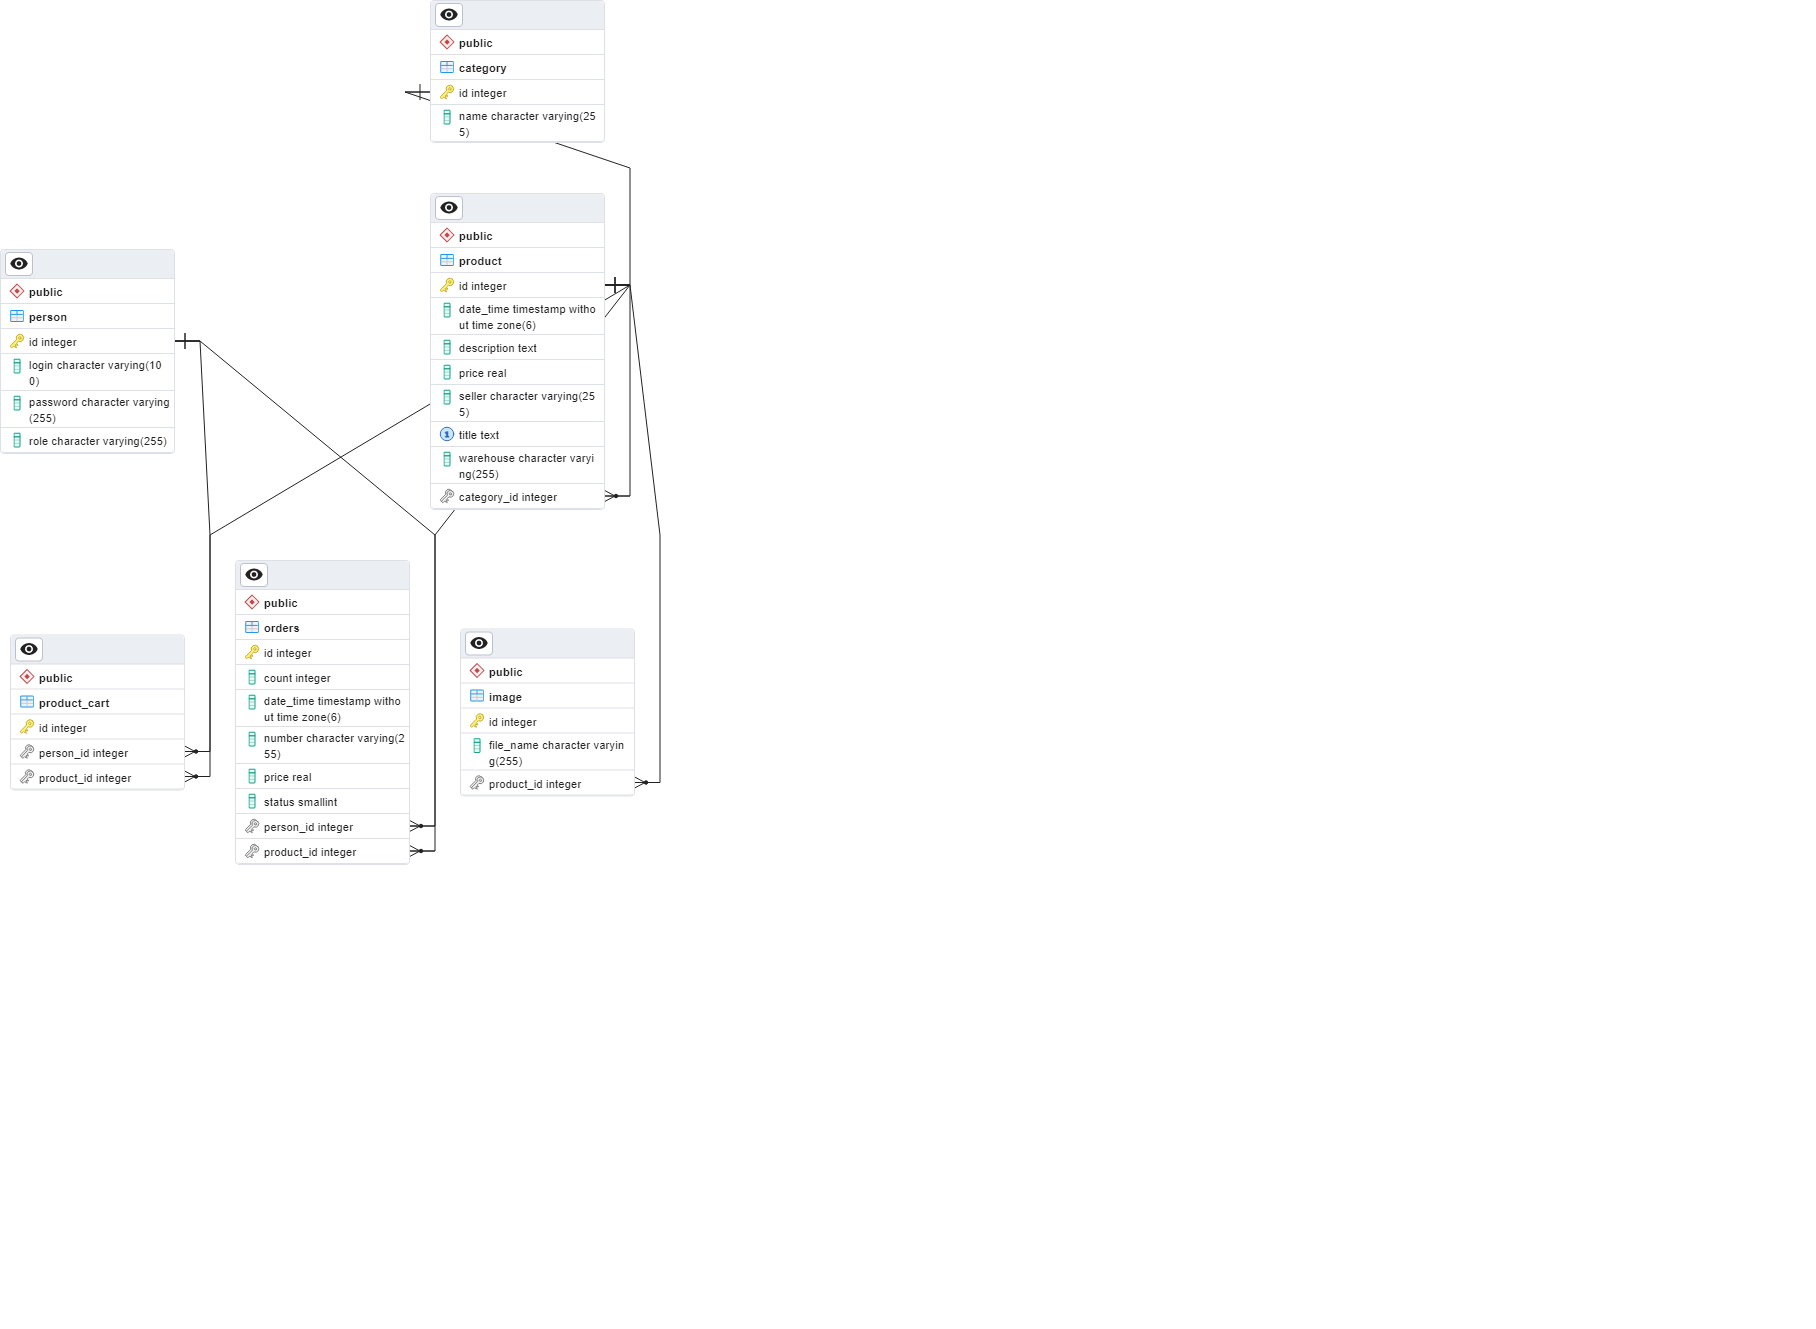 public
category
id integer
name character varying(25
5)
public
product
id integer
date_time timestamp witho
ut time zone(6)
description text
price real
seller character varying(25
5)
1 title text
warehouse character varyi
ng(255)
category_id integer
public
person
id integer
login character varying(10
0)
password character varying
(255)
role character varying(255)
public
orders
id integer
count integer
date_time timestamp witho
ut time zone(6)
number character varying(2
55)
price real
status smallint
person_id integer
product_id integer
public
product_cart
id integer
person_id integer
product_id integer
public
image
id integer
file_name character varyin
g(255)
product_id integer